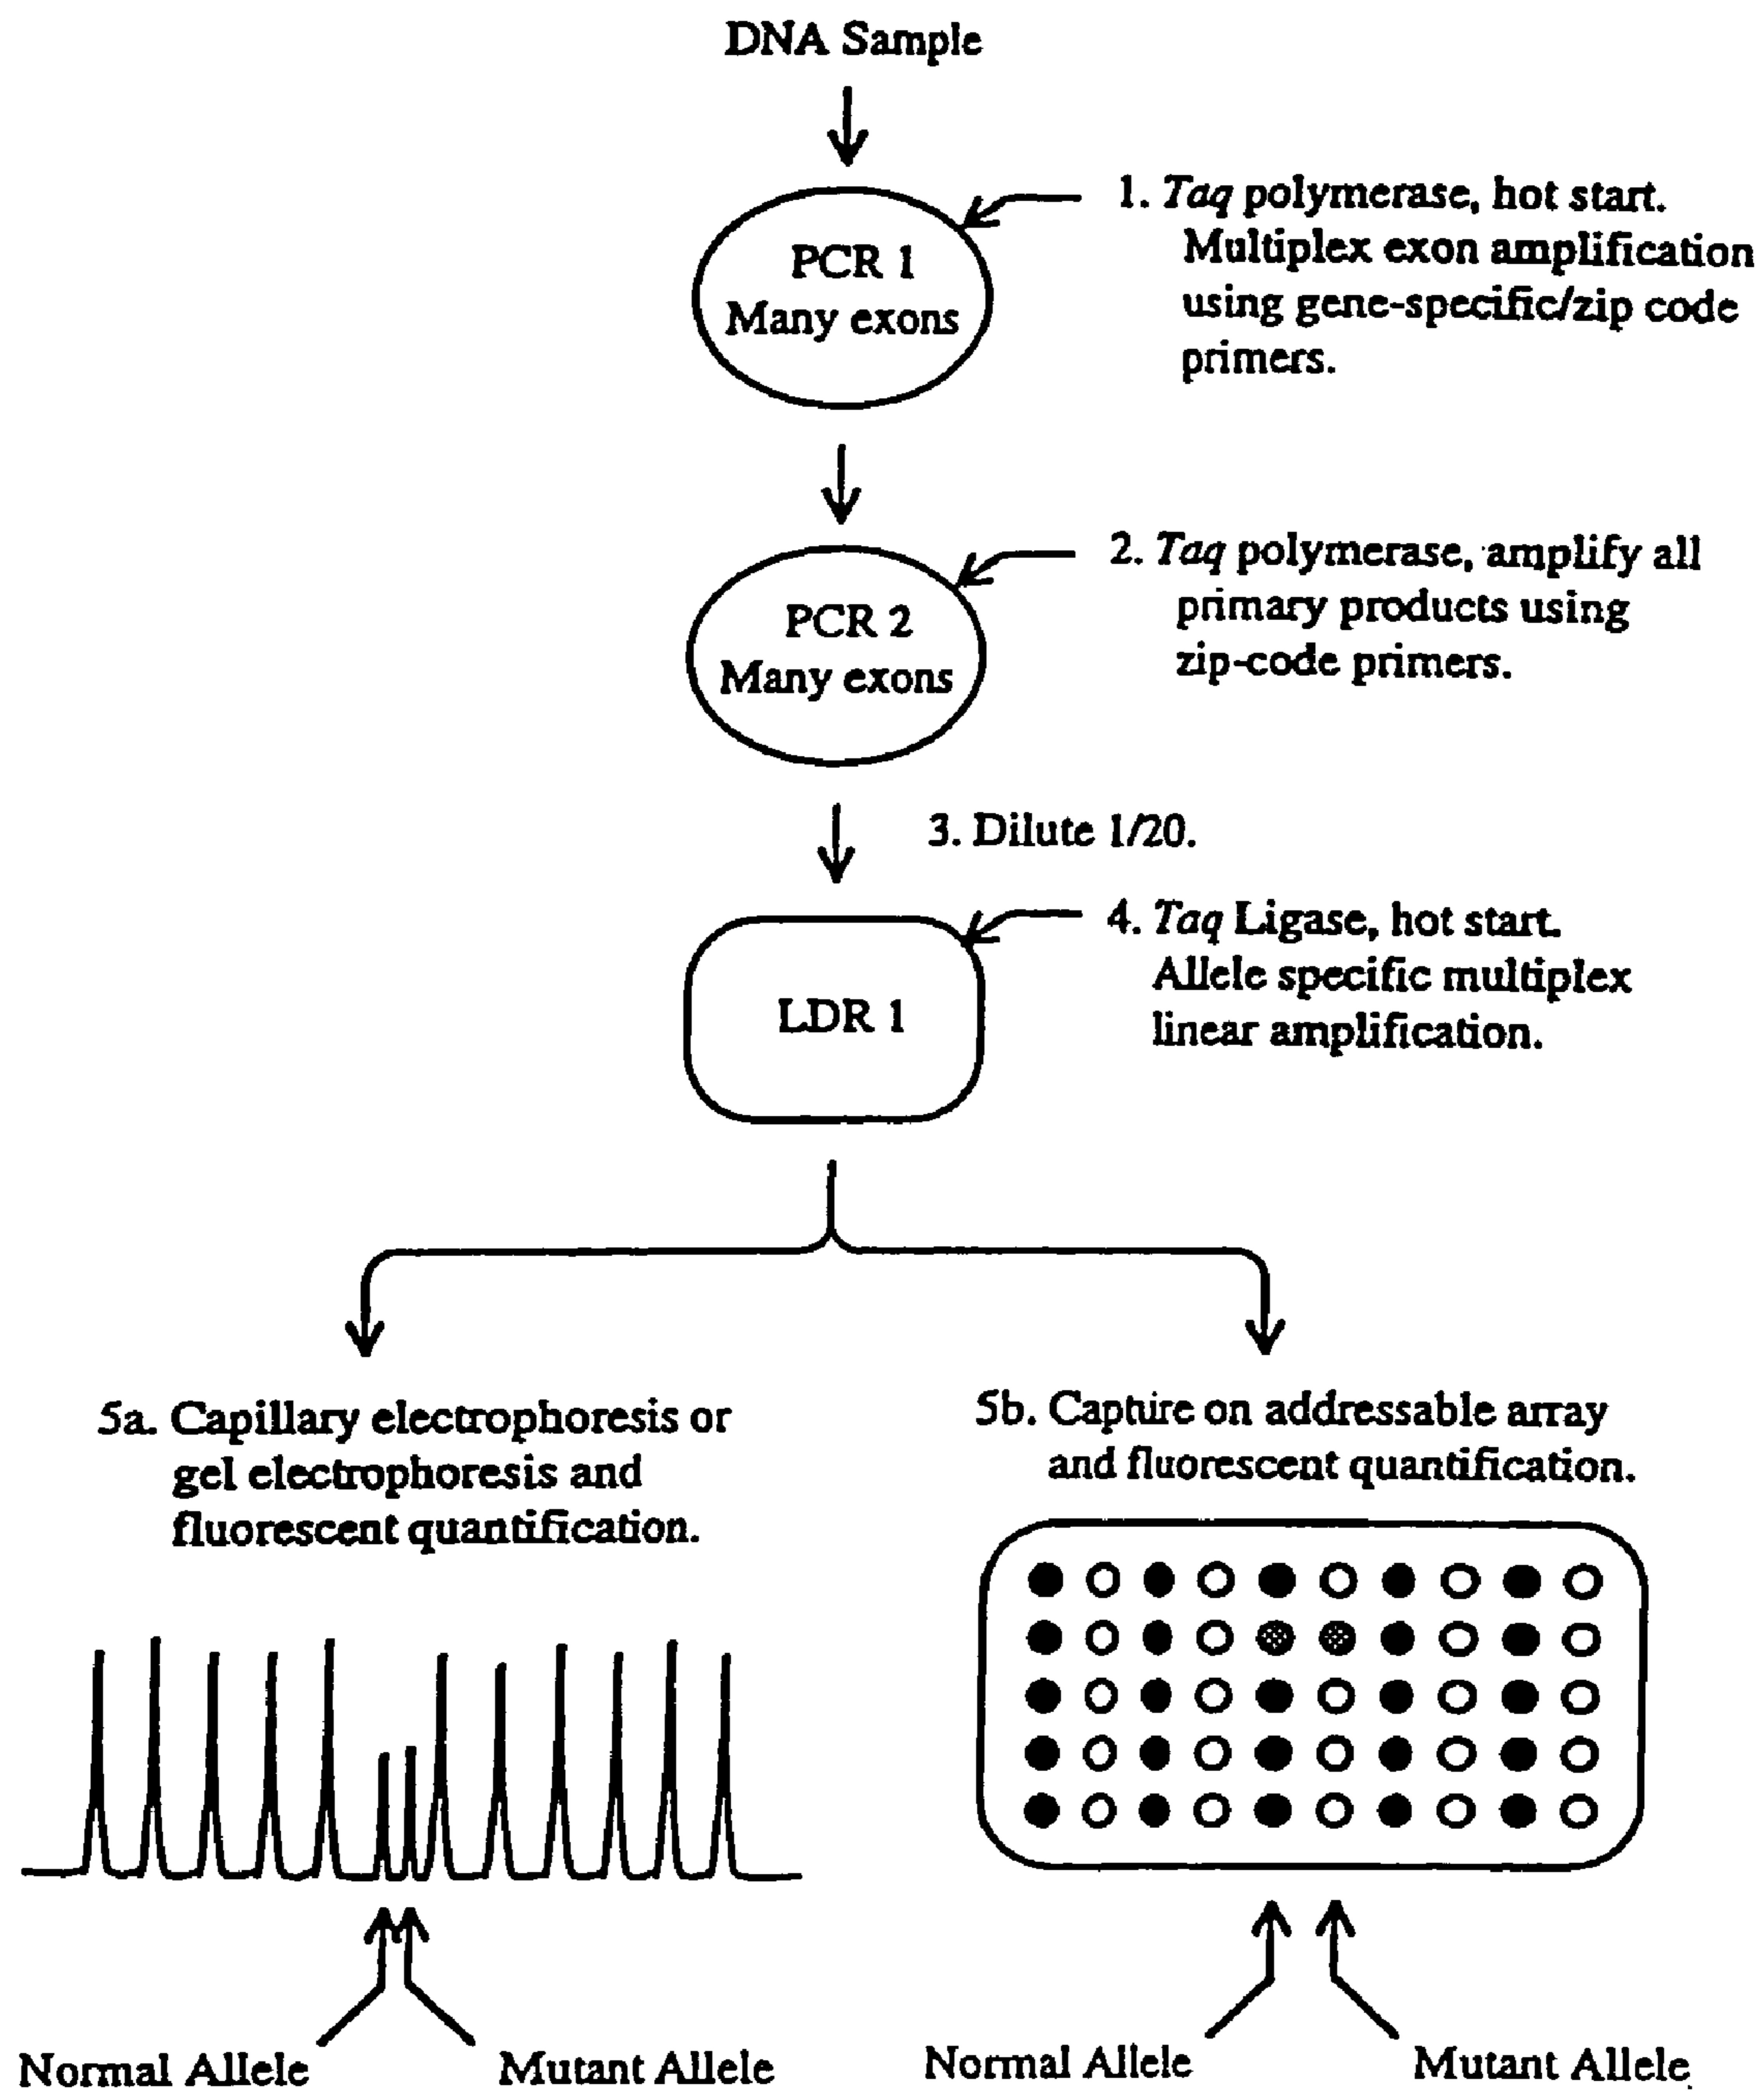 DNA Sample
1. Taq polymerase, hot start.
Multiplex exon amplification
using gene-specific/zip code
primers.
PCR 1
Many exons
2. Taq polymerase, amplify all
primary products using
zip-code primers.
PCR 2
Many exons
3. Dilute 1/20.
4. Taq Ligase, hot start.
Allele specific multiplex
linear amplification.
LDR 1
5a. Capillary electrophoresis or
gel electrophoresis and
fluorescent quantification.
5b. Capture on addressable array
and fluorescent quantification.
Normal Allele
Mutant Allele
Normal Allele
Mutant Allele